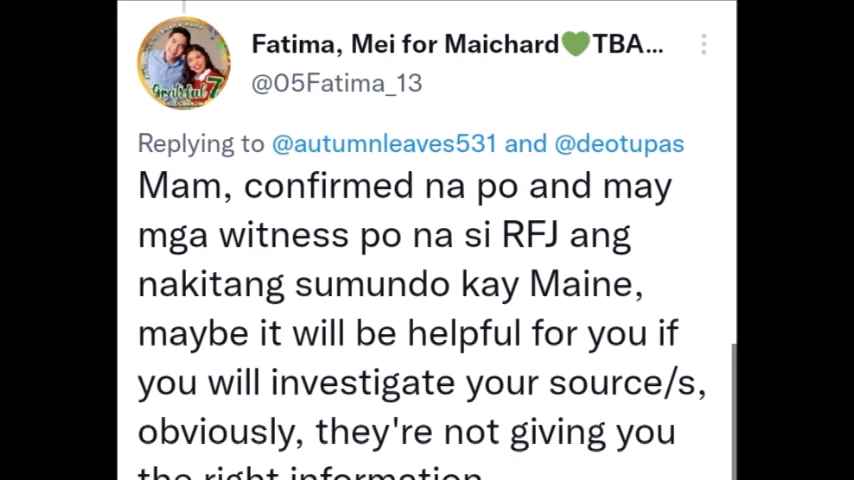 Fatima, Mei for Maichard💚TBA...
@05Fatima_13
Grateful 7
Replying to @autumnleaves531 and @deotupas
Mam, confirmed na po and may
mga witness po na si RFJ ang
nakitang sumundo kay Maine,
maybe it will be helpful for you if
you will investigate your source/s,
obviously, they're not giving you
the right information